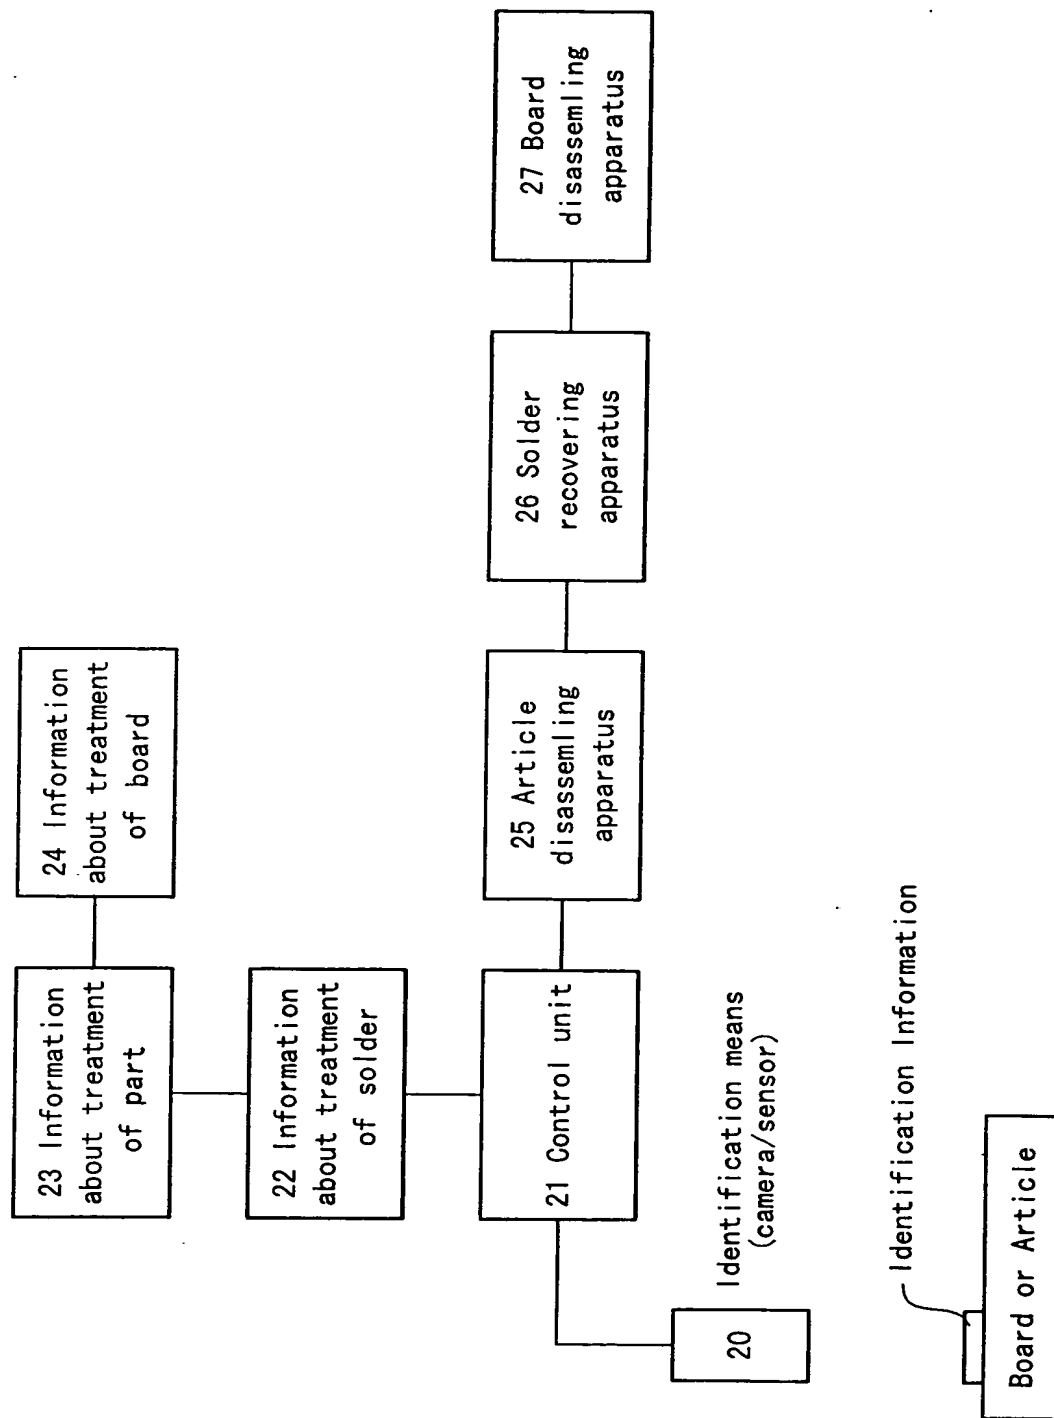 23 Information
about treatment
of part
24 Information
about treatment
of board
22 Information
about treatment
of solder
21 Control unit
25 Article
disassemling
apparatus
26 Solder
recovering
apparatus
27 Board
disassemling
apparatus
20
Identification means
(camera/sensor)
Identification Information
Board or Article